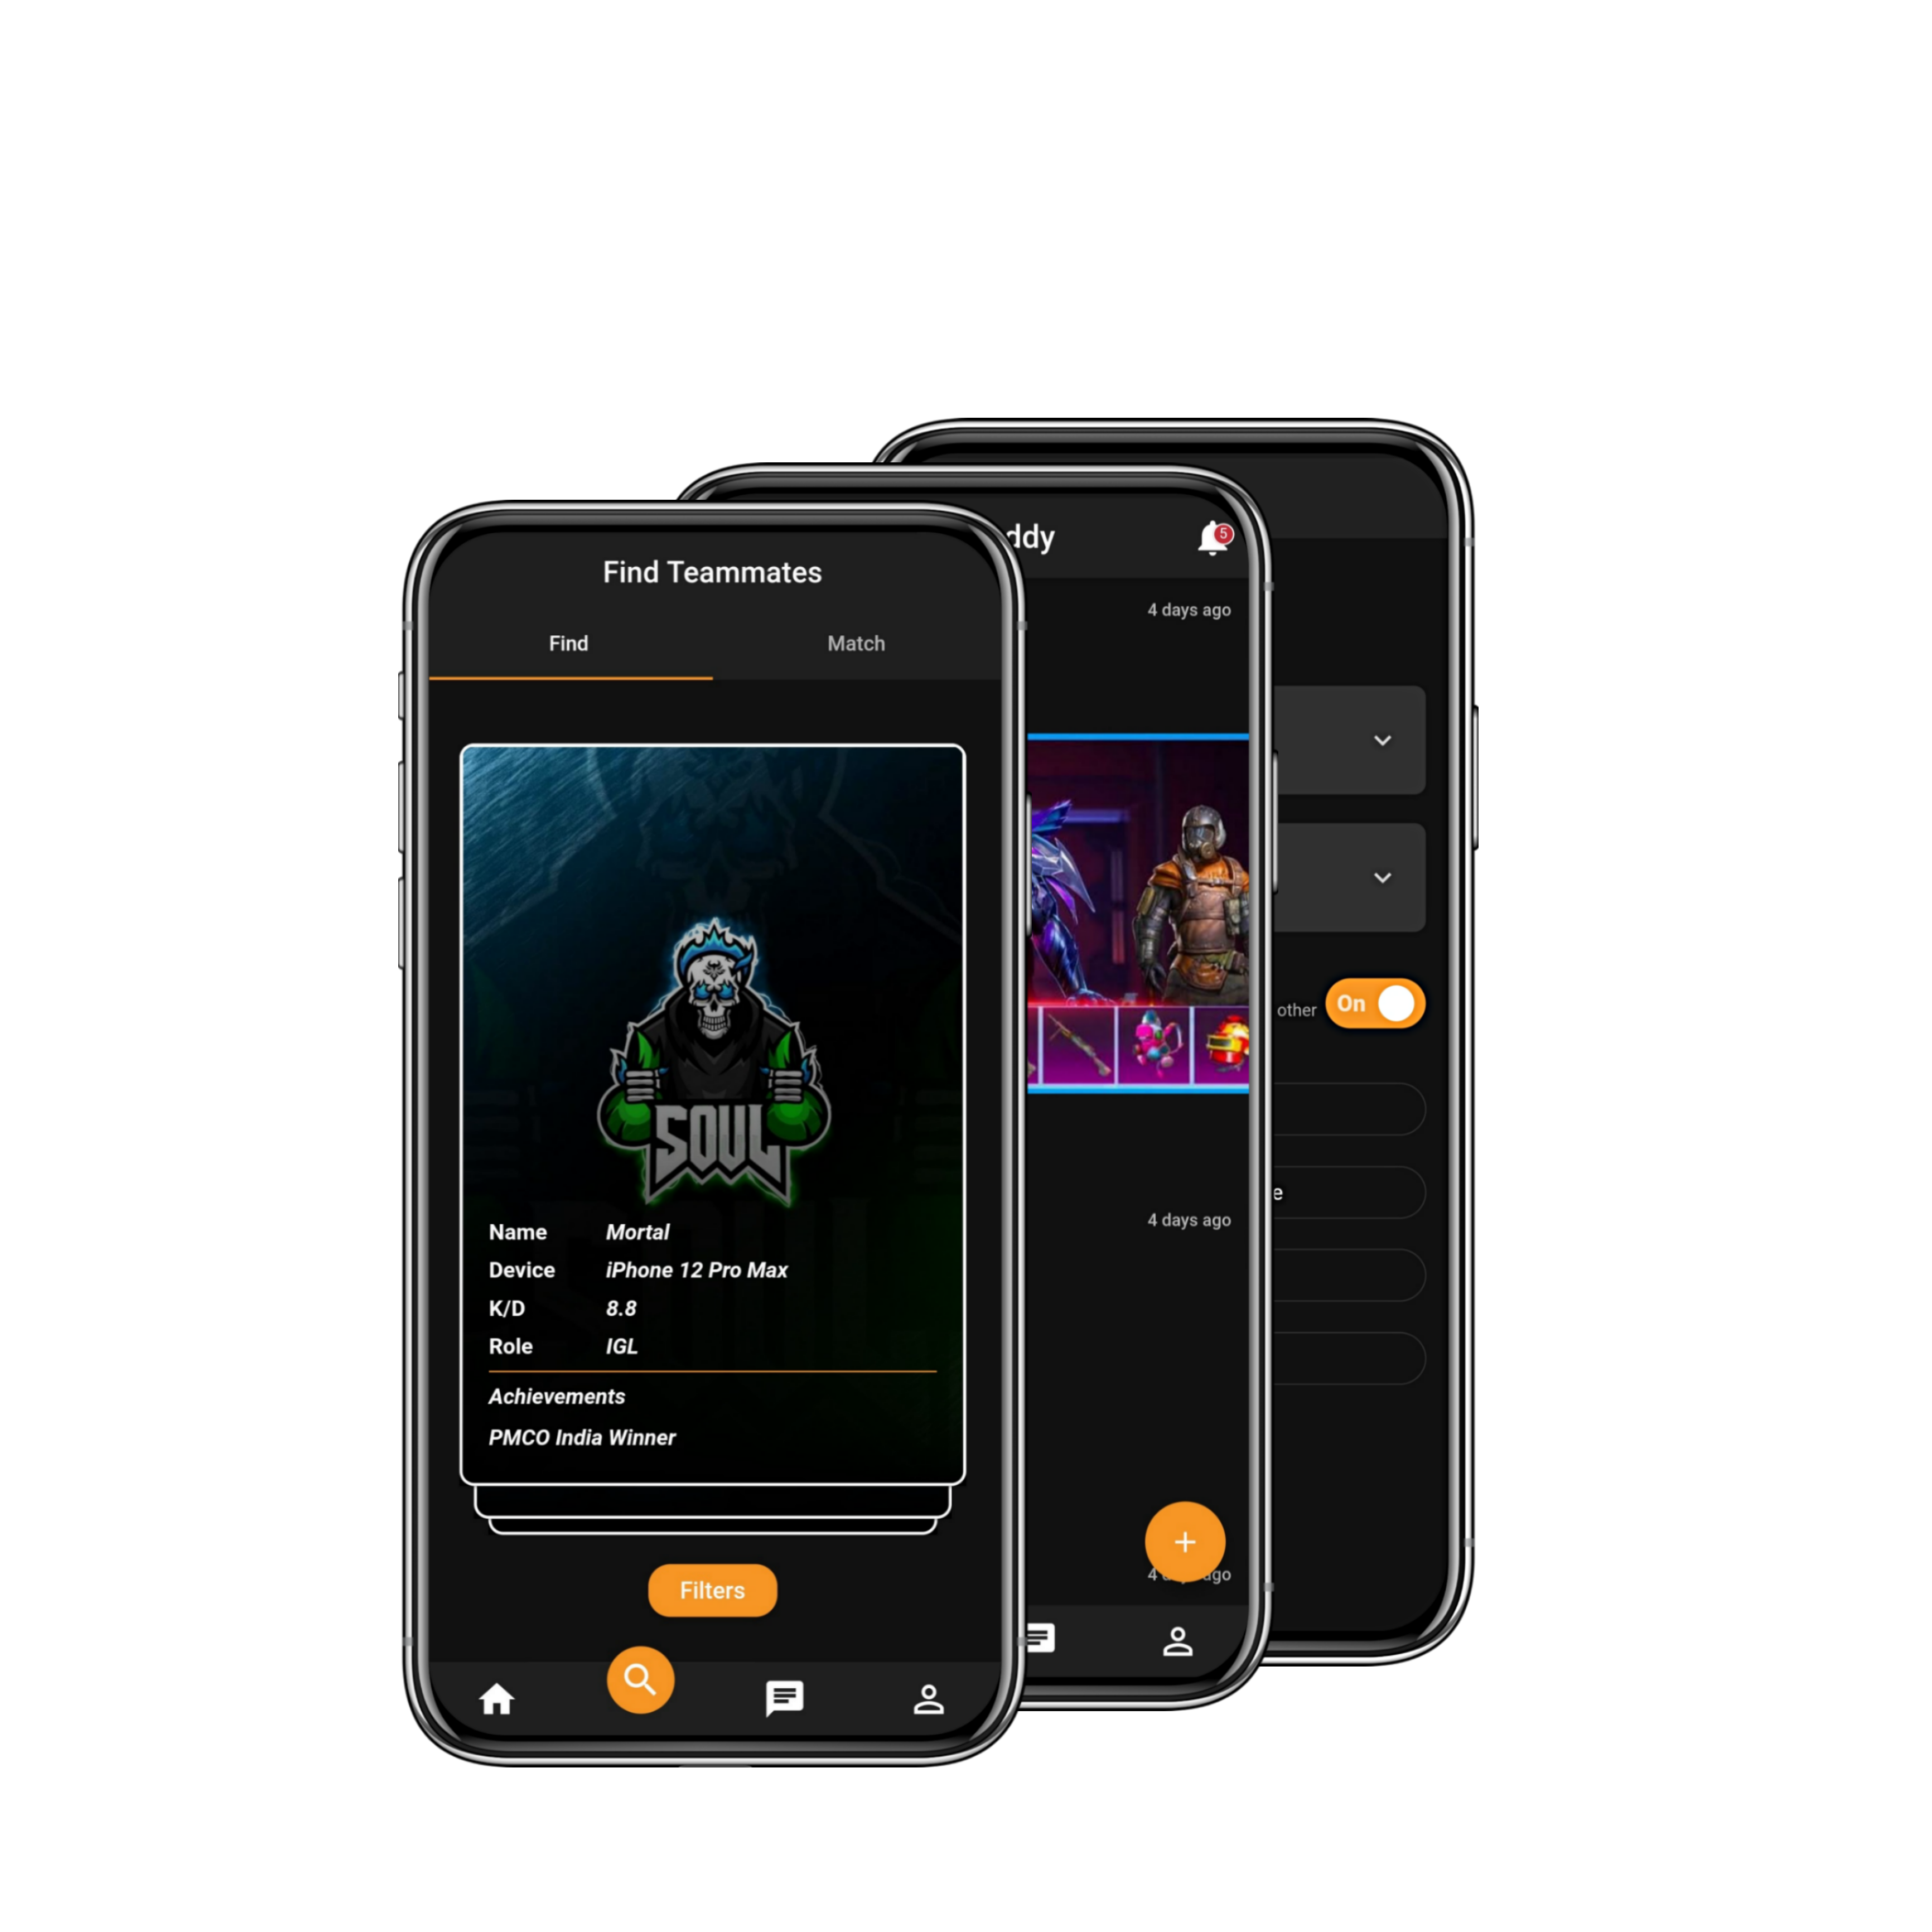 Find Teammates
Find Match
SOUL
Name Mortal
Device iPhone 12 Pro Max
K/D 8.8
Role IGL
Achievements
PMCO India Winner
Filters
ddy
5
4 days ago
4 days ago
4 ago
other On
e